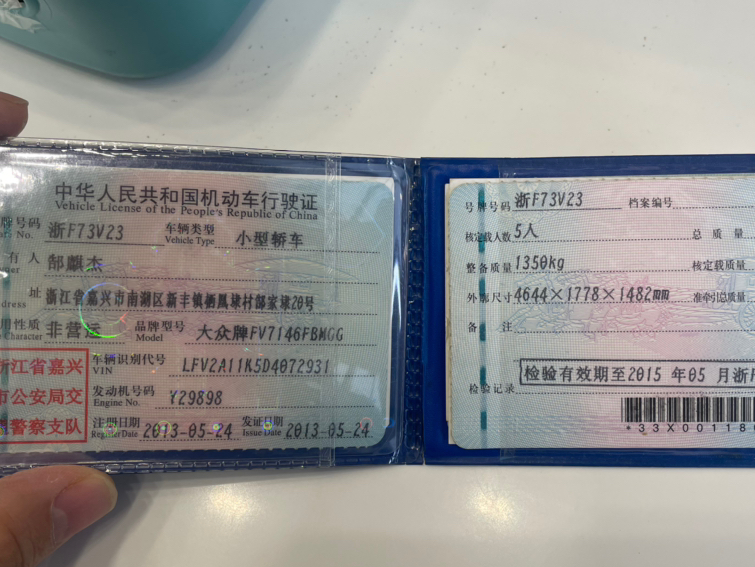 中华人民共和国机动车行驶证
Vehicle License of the People's Republic of China
牌号码 浙F73V23 车辆类型 小型轿车
No. Vehicle Type
有人 郜麒杰
址 浙江省嘉兴市南湖区新丰镇栖凰埭村郜家埭20号
用性质 非营运 品牌型号 大众牌FV7146FBMGG
Character Model
浙江省嘉兴
市公安局交
通警察支队
车辆识别代号 LFV2A11K5D4072931
VIN
发动机号码 Y29898
Engine No.
注册日期 2013-05-24 发证日期 2013-05-24
Register Date Issue Date
号牌号码 浙F73V23 档案编号
核定载人数 5人 总质量
整备质量 1350kg 核定载质量
外廓尺寸 4644×1778×1482mm 准牵引总质量
备注
检验有效期至2015年05月浙F
检验记录
*33X00118